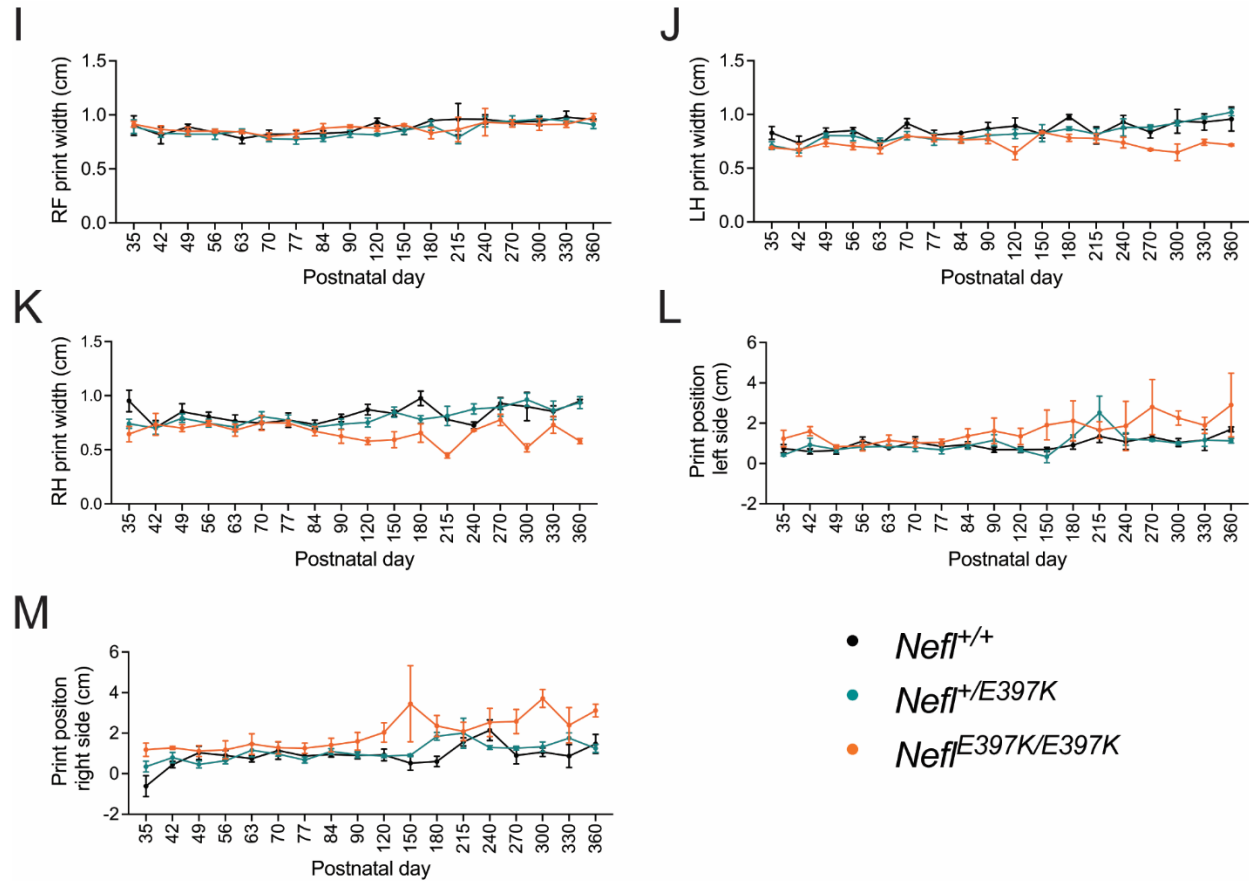 I
RF print width (cm)
1.5
1.0
0.5
0.0
35 42 49 56 63 70 77 84 90 120 150 180 215 240 270 300 330 360
Postnatal day
J
LH print width (cm)
1.5
1.0
0.5
0.0
35 42 49 56 63 70 77 84 90 120 150 180 215 240 270 300 330 360
Postnatal day
K
RH print width (cm)
1.5
1.0
0.5
0.0
35 42 49 56 63 70 77 84 90 120 150 180 215 240 270 300 330 360
Postnatal day
L
Print position
left side (cm)
6
4
2
0
-2
35 42 49 56 63 70 77 84 90 120 150 180 215 240 270 300 330 360
Postnatal day
M
Print positon
right side (cm)
6
4
2
0
-2
35 42 49 56 63 70 77 84 90 120 150 180 215 240 270 300 330 360
Postnatal day
Nefl+/+
Nefl+/E397K
NeflE397K/E397K